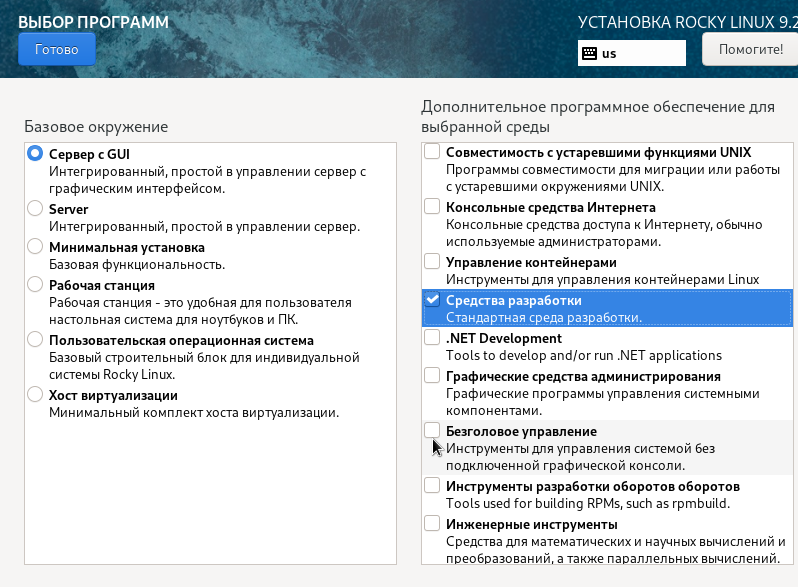 ВЫБОР ПРОГРАММ
УСТАНОВКА ROCKY LINUX 9.2
Готово
us
Помогите!
Базовое окружение
Сервер с GUI
Интегрированный, простой в управлении сервер с
графическим интерфейсом.
Server
Интегрированный, простой в управлении сервер.
Минимальная установка
Базовая функциональность.
Рабочая станция
Рабочая станция - это удобная для пользователя
настольная система для ноутбуков и ПК.
Пользовательская операционная система
Базовый строительный блок для индивидуальной
системы Rocky Linux.
Хост виртуализации
Минимальный комплект хоста виртуализации.
Дополнительное программное обеспечение для
выбранной среды
Совместимость с устаревшими функциями UNIX
Программы совместимости для миграции или работы
с устаревшими окружениями UNIX.
Консольные средства Интернета
Консольные средства доступа к Интернету, обычно
используемые администраторами.
Управление контейнерами
Инструменты для управления контейнерами Linux
Средства разработки
Стандартная среда разработки.
.NET Development
Tools to develop and/or run .NET applications
Графические средства администрирования
Графические программы управления системными
компонентами.
Безголовое управление
Инструменты для управления системой без
подключенной графической консоли.
Инструменты разработки оборотов оборотов
Tools used for building RPMs, such as rpmbuild.
Инженерные инструменты
Средства для математических и научных вычислений и
преобразований, а также параллельных вычислений.